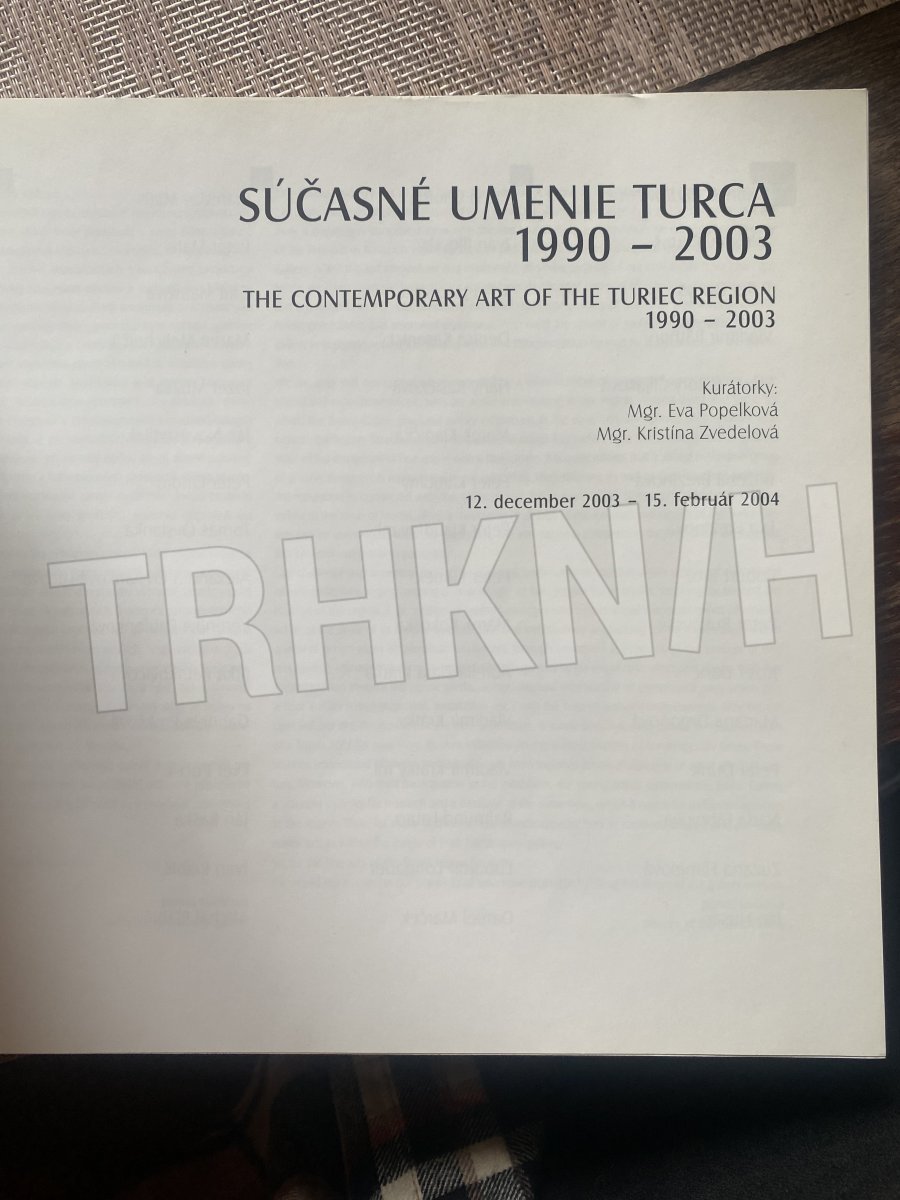 SÚČASNÉ UMENIE TURCA
1990 – 2003
THE CONTEMPORARY ART OF THE TURIEC REGION
1990 – 2003
Kurátorky:
Mgr. Eva Popelková
Mgr. Kristína Zvedelová
12. december 2003 – 15. február 2004
TRHKNIH